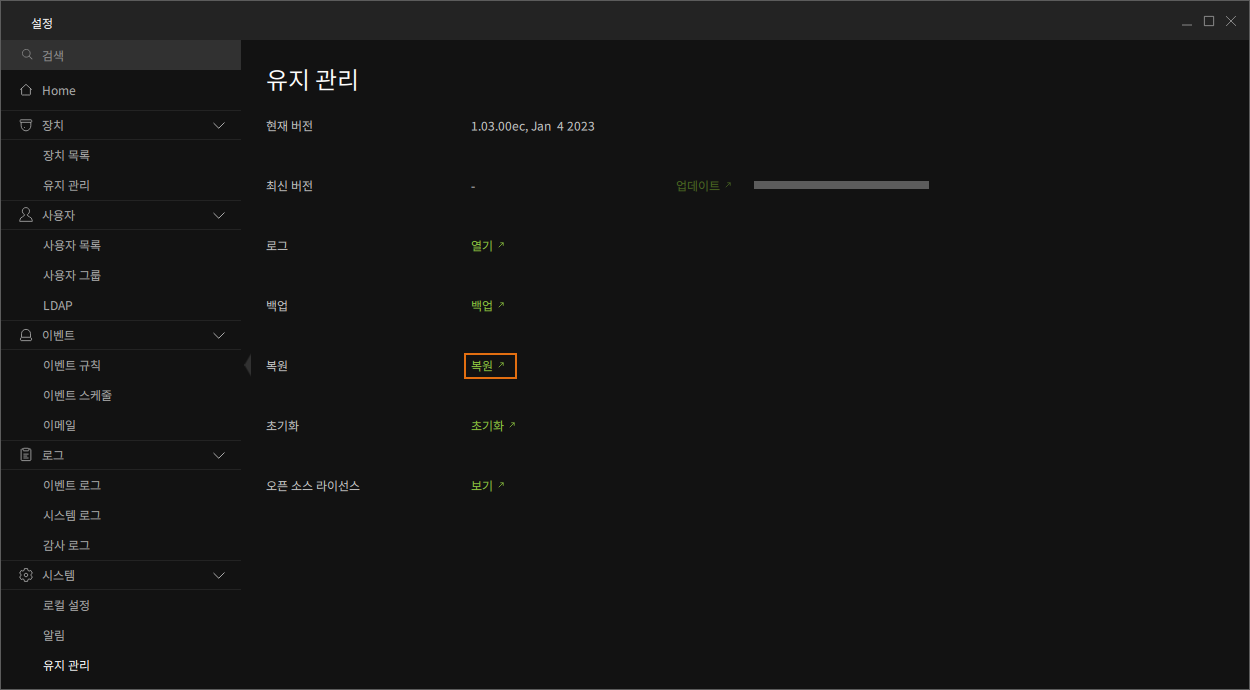 설정
검색
Home
장치
장치 목록
유지 관리
사용자
사용자 목록
사용자 그룹
LDAP
이벤트
이벤트 규칙
이벤트 스케줄
이메일
로그
이벤트 로그
시스템 로그
감사 로그
시스템
로컬 설정
알림
유지 관리
유지 관리
현재 버전 1.03.00ec, Jan 4 2023
최신 버전 - 업데이트
로그 열기
백업 백업
복원 복원
초기화 초기화
오픈 소스 라이선스 보기